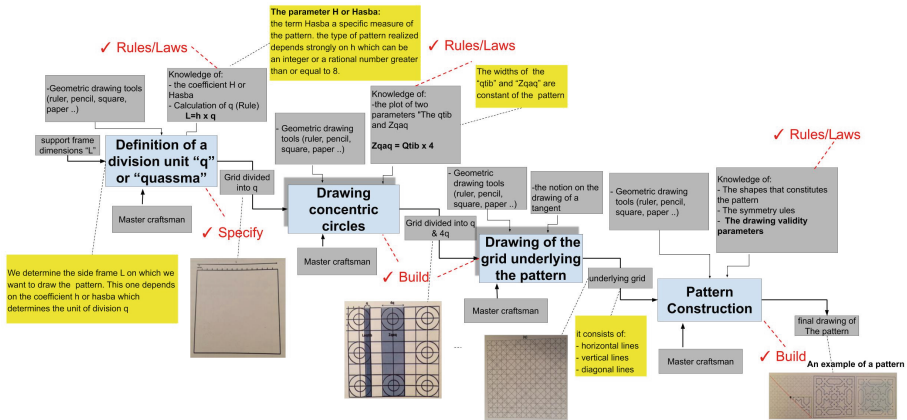 The parameter H or Hasba:
the term Hasba a specific measure of
the pattern. the type of pattern realized
depends strongly on h which can be
an integer or a rational number greater
than or equal to 8.
✓ Rules/Laws
✓ Rules/Laws
-Geometric drawing tools
(ruler, pencil, square,
paper ..)
Knowledge of:
- the coefficient H or
Hasba
- Calculation of q (Rule)
L=h x q
The widths of the
"qtib" and "Zqaq" are
constant of the pattern
- Geometric drawing
tools (ruler, pencil,
square, paper ..)
Knowledge of:
-the plot of two
parameters "The qtib
and Zqaq
Zqaq = Qtib x 4
support frame
dimensions "L"
Definition of a
division unit "q"
or "quassma"
Grid divided
into q
Master craftsman
✓ Specify
Drawing
concentric
circles
- Geometric
drawing tools
(ruler, pencil,
square, paper ..)
-the notion on the
drawing of a
tangent
- Geometric drawing
tools (ruler, pencil,
square, paper ..)
✓ Rules/Laws
Knowledge of:
- The shapes that constitutes
the pattern
- The symmetry ules
- The drawing validity
parameters
Grid divided into q
& 4q
Master craftsman
✓ Build
Drawing of the
grid underlying
the pattern
We determine the side frame L on which we
want to draw the pattern. This one depends
on the coefficient h or hasba which
determines the unit of division q
underlying grid
Master craftsman
Pattern
Construction
it consists of:
- horizontal lines
- vertical lines
- diagonal lines
final drawing of
The pattern
Master craftsman
✓ Build
An example of a pattern
...